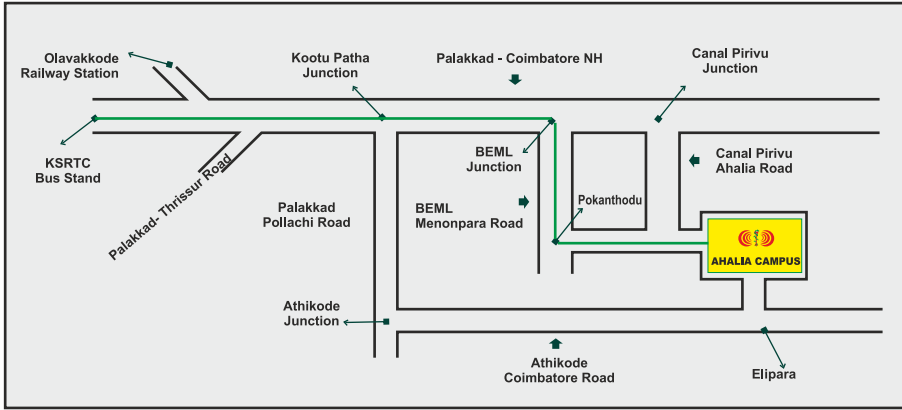 Olavakkode
Railway Station
Kootu Patha
Junction
Palakkad - Coimbatore NH
Canal Pirivu
Junction
KSRTC
Bus Stand
Palakkad- Thrissur Road
BEML
Junction
Canal Pirivu
Ahalia Road
Palakkad
Pollachi Road
BEML
Menonpara Road
Pokanthodu
AHALIA CAMPUS
Athikode
Junction
Athikode
Coimbatore Road
Elipara